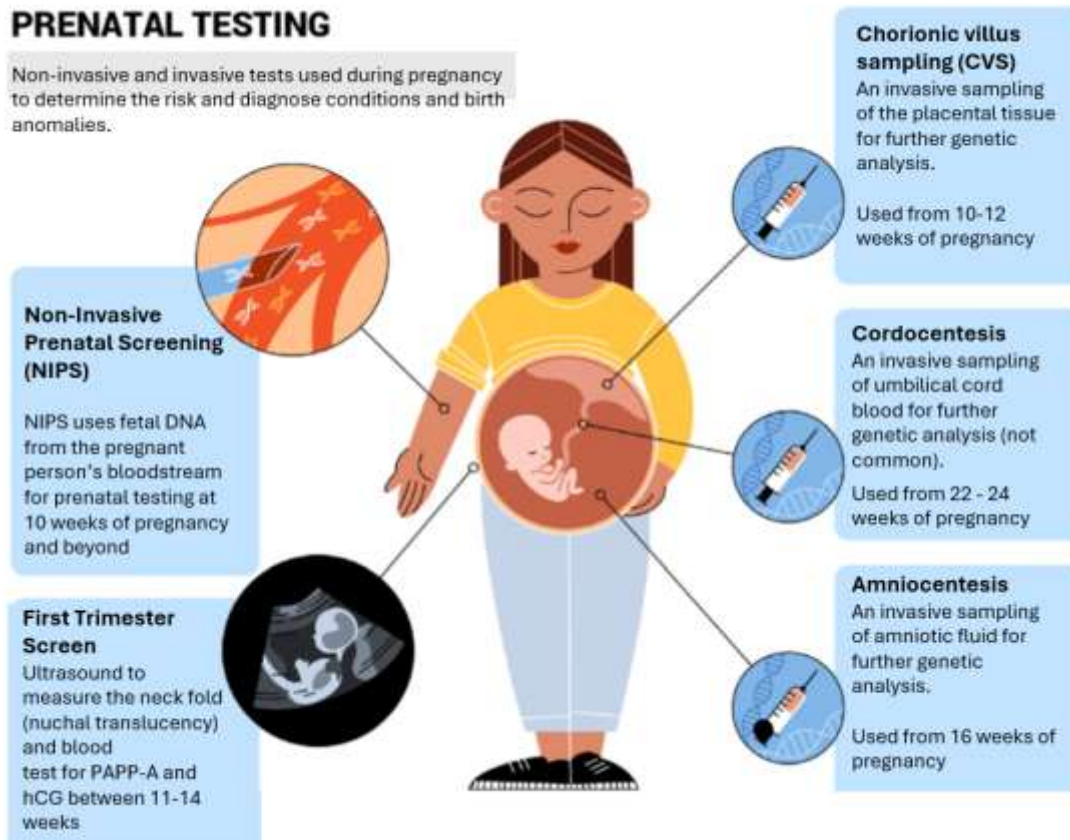 PRENATAL TESTING
Non-invasive and invasive tests used during pregnancy
to determine the risk and diagnose conditions and birth
anomalies.
Non-Invasive
Prenatal Screening
(NIPS)
NIPS uses fetal DNA
from the pregnant
person's bloodstream
for prenatal testing at
10 weeks of pregnancy
and beyond
First Trimester
Screen
Ultrasound to
measure the neck fold
(nuchal translucency)
and blood
test for PAPP-A and
hCG between 11-14
weeks
Chorionic villus
sampling (CVS)
An invasive sampling
of the placental tissue
for further genetic
analysis.
Used from 10-12
weeks of pregnancy
Cordocentesis
An invasive sampling
of umbilical cord
blood for further
genetic analysis (not
common).
Used from 22 - 24
weeks of pregnancy
Amniocentesis
An invasive sampling
of amniotic fluid for
further genetic
analysis.
Used from 16 weeks of
pregnancy